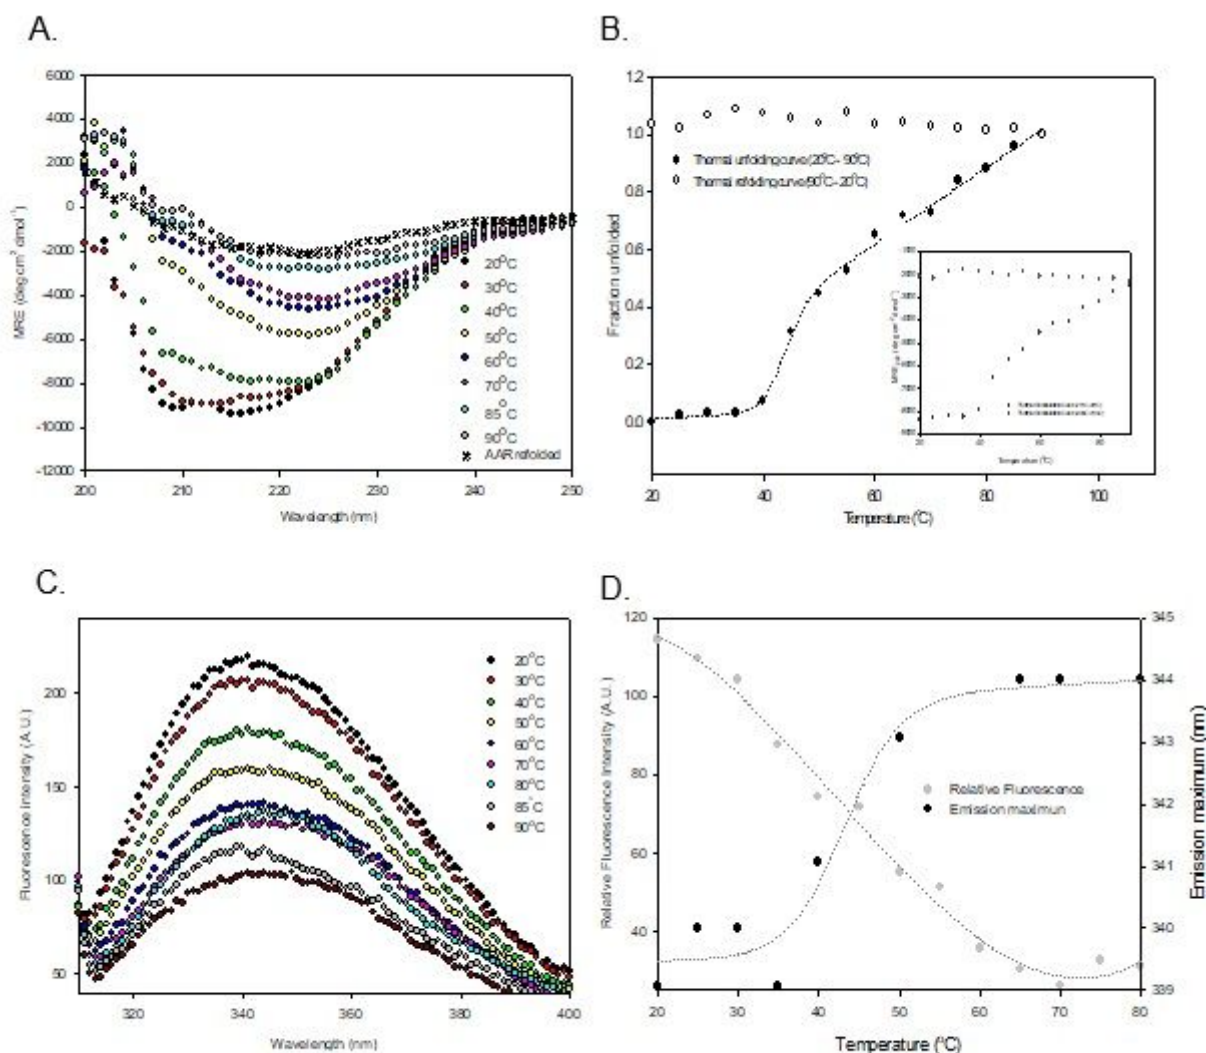 A.
6000
4000
2000
0
-2000
-4000
-6000
-8000
-10000
-12000
MRE (deg.cm² dmol⁻¹)
20°C
30°C
40°C
50°C
60°C
70°C
85°C
90°C
AAR refolded
200 210 220 230 240 250
Wavelength (nm)
B.
1.2
1.0
0.8
0.6
0.4
0.2
0.0
Fraction unfolded
Thermal unfolding curve (20°C - 90°C)
Thermal refolding curve (90°C - 20°C)
20 40 60 80
Temperature (°C)
20 40 60 80 100
Temperature (°C)
C.
200
150
100
50
Fluorescence intensity (A.U.)
20°C
30°C
40°C
50°C
60°C
70°C
80°C
85°C
90°C
320 340 360 380 400
Wavelength (nm)
D.
120
100
80
60
40
Relative Fluorescence Intensity (A.U.)
Relative Fluorescence
Emission maximun
345
344
343
342
341
340
339
Emission maximum (nm)
20 30 40 50 60 70 80
Temperature (°C)